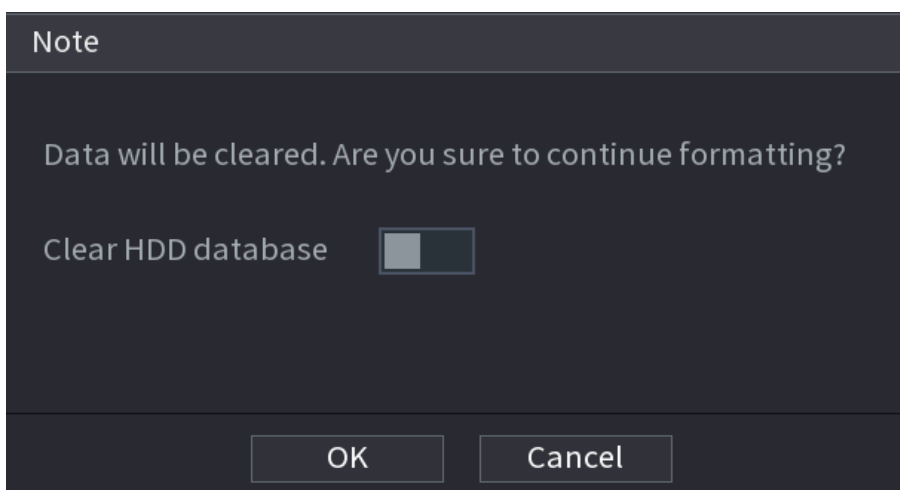 Note
Data will be cleared. Are you sure to continue formatting?
Clear HDD database
OK
Cancel